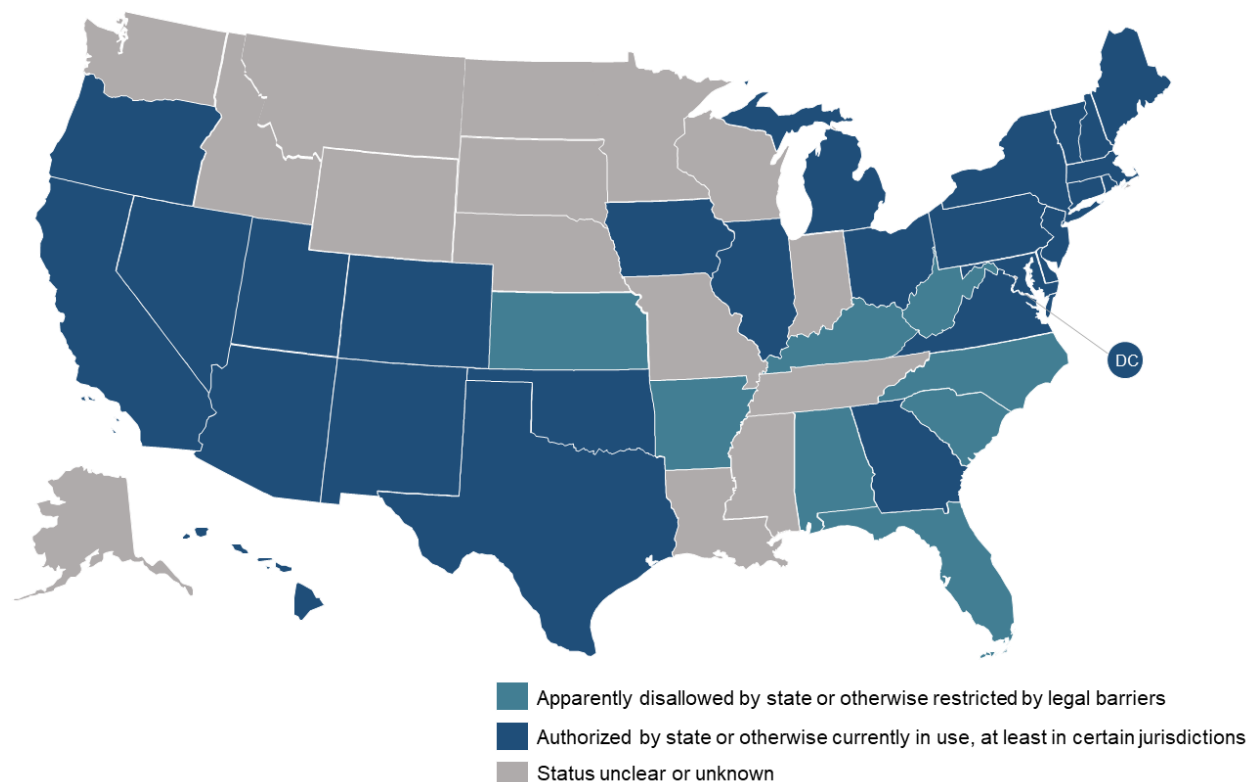 DC
Apparently disallowed by state or otherwise restricted by legal barriers
Authorized by state or otherwise currently in use, at least in certain jurisdictions
Status unclear or unknown